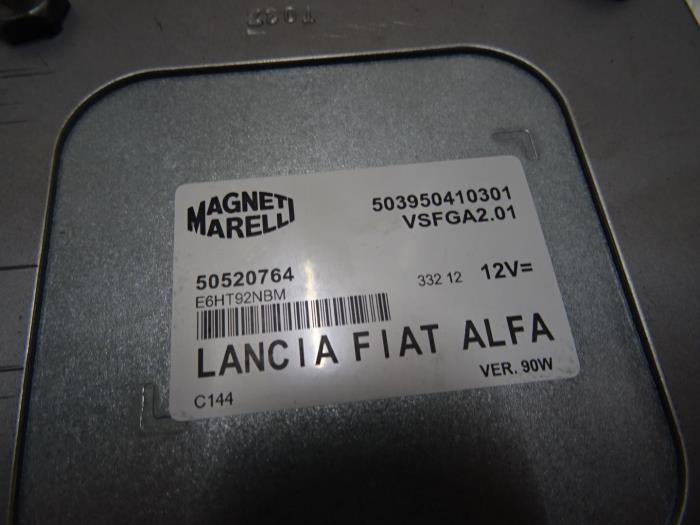 MAGNETI
MARELLI
503950410301
VSFGA2.01
50520764
E6HT92NBM
332 12 12V=
LANCIA FIAT ALFA
C144
VER. 90W